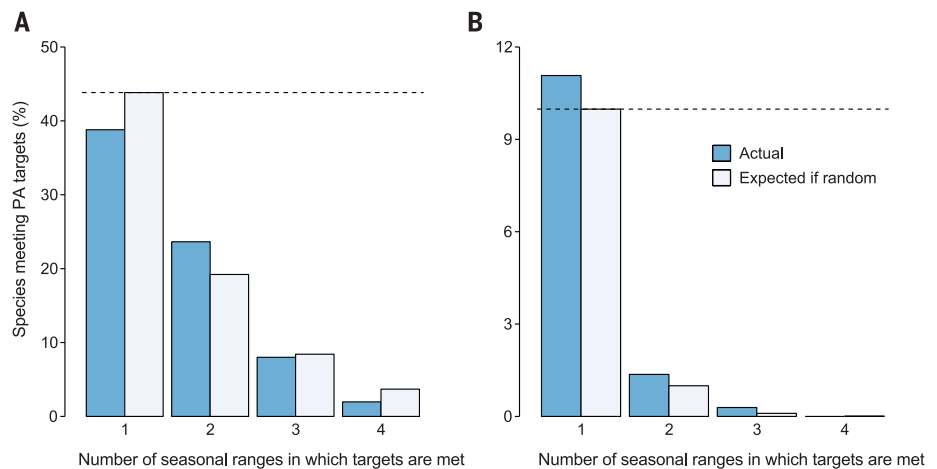 A
B
Species meeting PA targets (%)
50
40
30
20
10
0
1 2 3 4
Number of seasonal ranges in which targets are met
12
9
6
3
0
Actual
Expected if random
1 2 3 4
Number of seasonal ranges in which targets are met